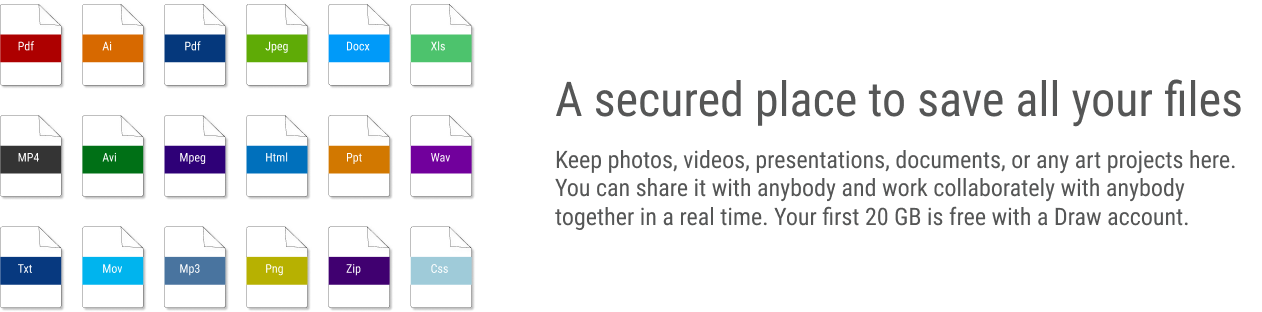 Pdf Ai Pdf Jpeg Docx Xls
MP4 Avi Mpeg Html Ppt Wav
Txt Mov Mp3 Png Zip Css
A secured place to save all your files
Keep photos, videos, presentations, documents, or any art projects here.
You can share it with anybody and work collaborately with anybody
together in a real time. Your first 20 GB is free with a Draw account.